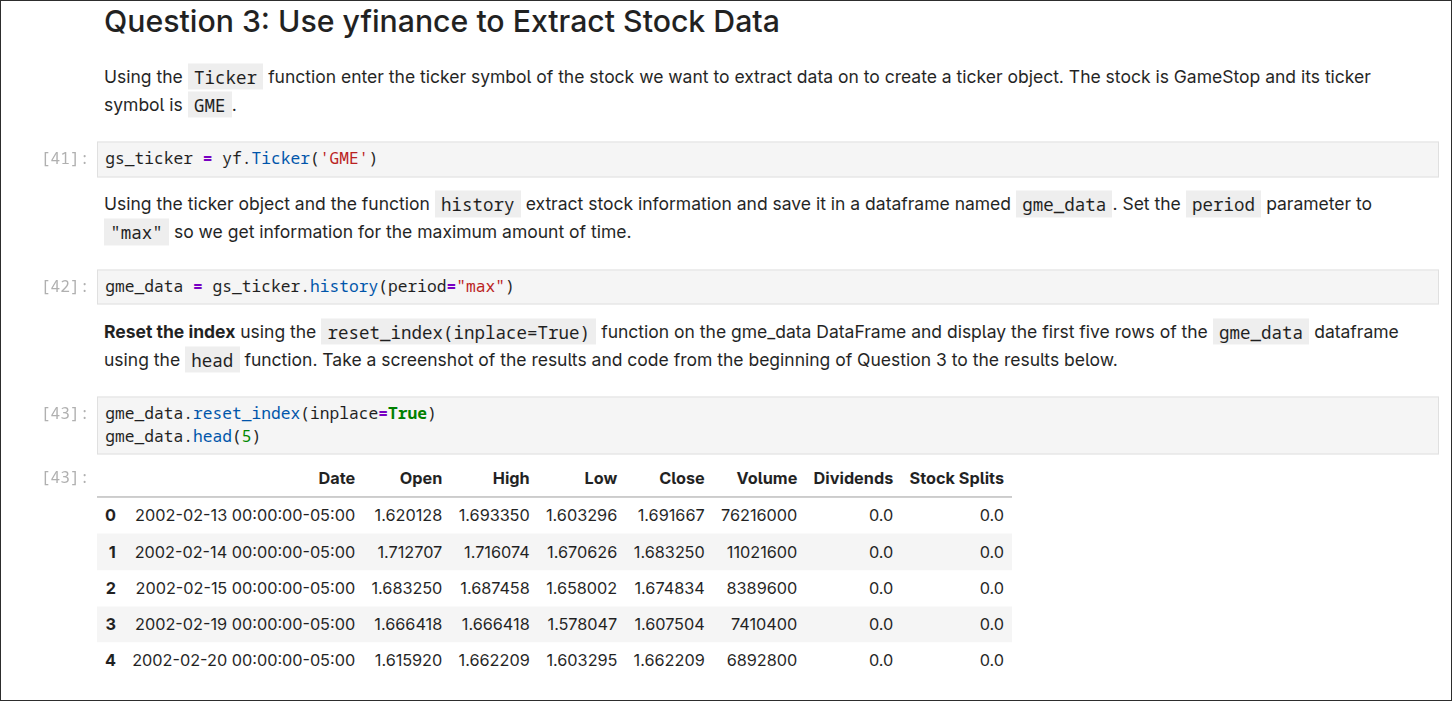 Question 3: Use yfinance to Extract Stock Data
Using the Ticker function enter the ticker symbol of the stock we want to extract data on to create a ticker object. The stock is GameStop and its ticker
symbol is GME .
[41]: gs_ticker = yf.Ticker('GME')
Using the ticker object and the function history extract stock information and save it in a dataframe named gme_data . Set the period parameter to
"max" so we get information for the maximum amount of time.
[42]: gme_data = gs_ticker.history(period="max")
Reset the index using the reset_index(inplace=True) function on the gme_data DataFrame and display the first five rows of the gme_data dataframe
using the head function. Take a screenshot of the results and code from the beginning of Question 3 to the results below.
[43]: gme_data.reset_index(inplace=True)
gme_data.head(5)
[43]: Date Open High Low Close Volume Dividends Stock Splits
0 2002-02-13 00:00:00-05:00 1.620128 1.693350 1.603296 1.691667 76216000 0.0 0.0
1 2002-02-14 00:00:00-05:00 1.712707 1.716074 1.670626 1.683250 11021600 0.0 0.0
2 2002-02-15 00:00:00-05:00 1.683250 1.687458 1.658002 1.674834 8389600 0.0 0.0
3 2002-02-19 00:00:00-05:00 1.666418 1.666418 1.578047 1.607504 7410400 0.0 0.0
4 2002-02-20 00:00:00-05:00 1.615920 1.662209 1.603295 1.662209 6892800 0.0 0.0